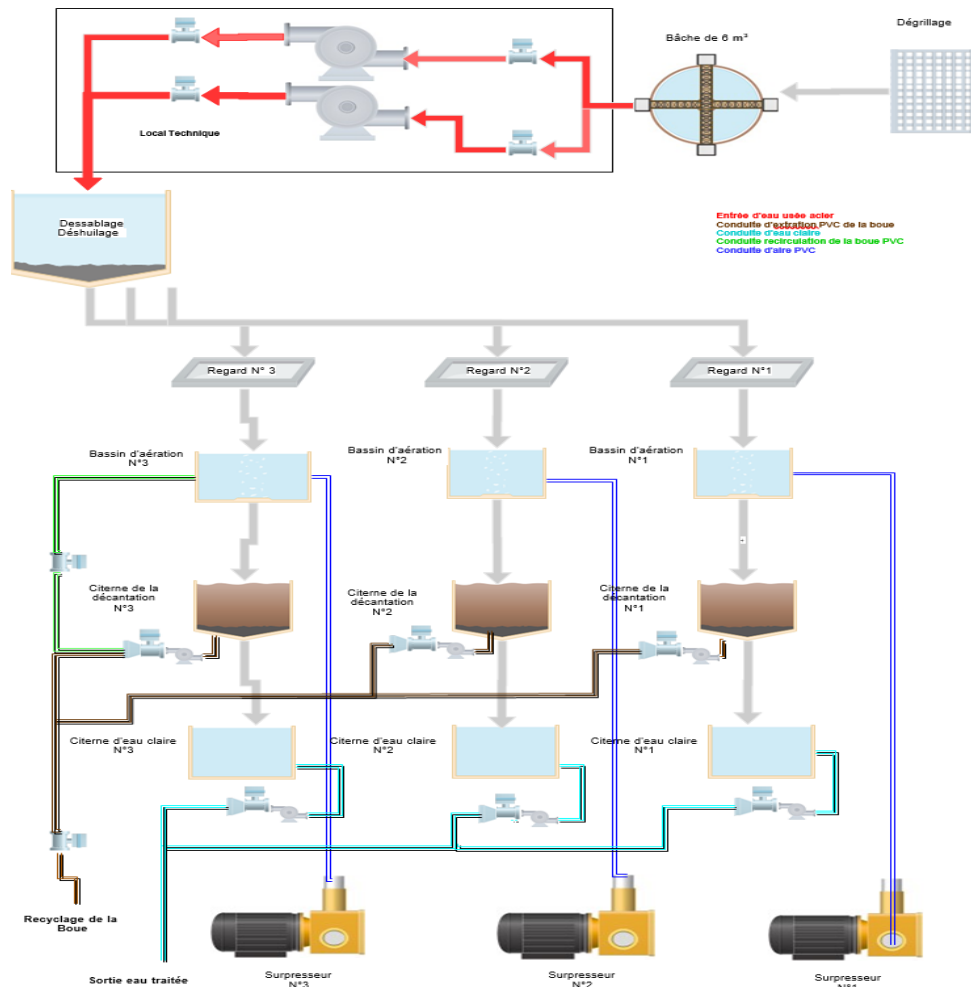 Dégrillage
Bâche de 6 m³
Local Technique
Dessablage
Déshuilage
Entrée d'eau usée acier
Conduite d'extration PVC de la boue
Conduite d'eau claire
Conduite recirculation de la boue PVC
Conduite d'aire PVC
Regard N° 3
Regard N°2
Regard N°1
Bassin d'aération
N°3
Bassin d'aération
N°2
Bassin d'aération
N°1
Citerne de la
décantation
N°3
Citerne de la
décantation
N°2
Citerne de la
décantation
N°1
Citerne d'eau claire
N°3
Citerne d'eau claire
N°2
Citerne d'eau claire
N°1
Recyclage de la
Boue
Sortie eau traitée
Surpresseur
N°3
Surpresseur
N°2
Surpresseur
N°1